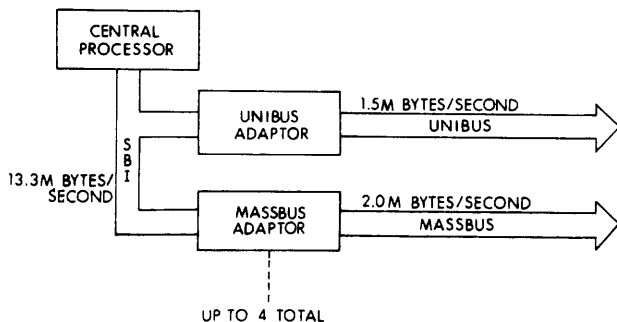 CENTRAL
PROCESSOR
UNIBUS
ADAPTOR
1.5M BYTES/SECOND
UNIBUS
SBI
13.3M BYTES/
SECOND
MASSBUS
ADAPTOR
2.0M BYTES/SECOND
MASSBUS
UP TO 4 TOTAL